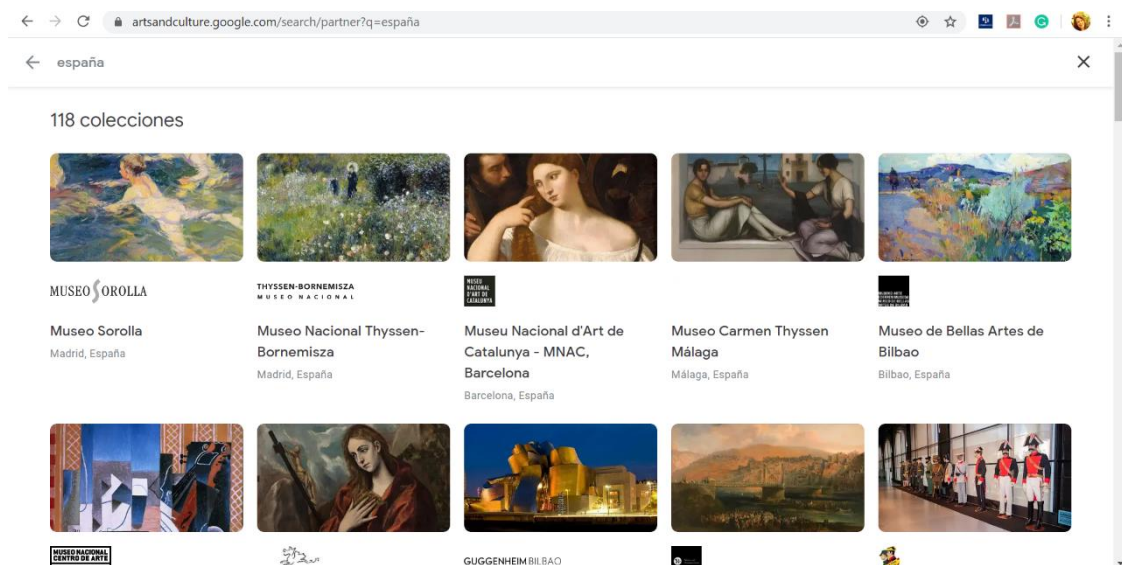 artsandculture.google.com/search/partner?q=españa
españa
118 colecciones
MUSEO SOROLLA
THYSSEN-BORNEMISZA
MUSEO NACIONAL
MUSEU
NACIONAL
D'ART DE
CATALUNYA
Museo Sorolla
Madrid, España
Museo Nacional Thyssen-
Bornemisza
Madrid, España
Museu Nacional d'Art de
Catalunya - MNAC,
Barcelona
Barcelona, España
Museo Carmen Thyssen
Málaga
Málaga, España
Museo de Bellas Artes de
Bilbao
Bilbao, España
MUSEO NACIONAL
CENTRO DE ARTE
GUGGENHEIM BILBAO